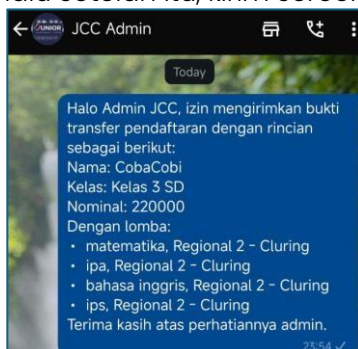 JCC Admin
Today
Halo Admin JCC, izin mengirimkan bukti
transfer pendaftaran dengan rincian
sebagai berikut:
Nama: CobaCobi
Kelas: Kelas 3 SD
Nominal: 220000
Dengan lomba:
• matematika, Regional 2 - Cluring
• ipa, Regional 2 - Cluring
• bahasa inggris, Regional 2 - Cluring
• ips, Regional 2 - Cluring
Terima kasih atas perhatiannya admin.
23:54